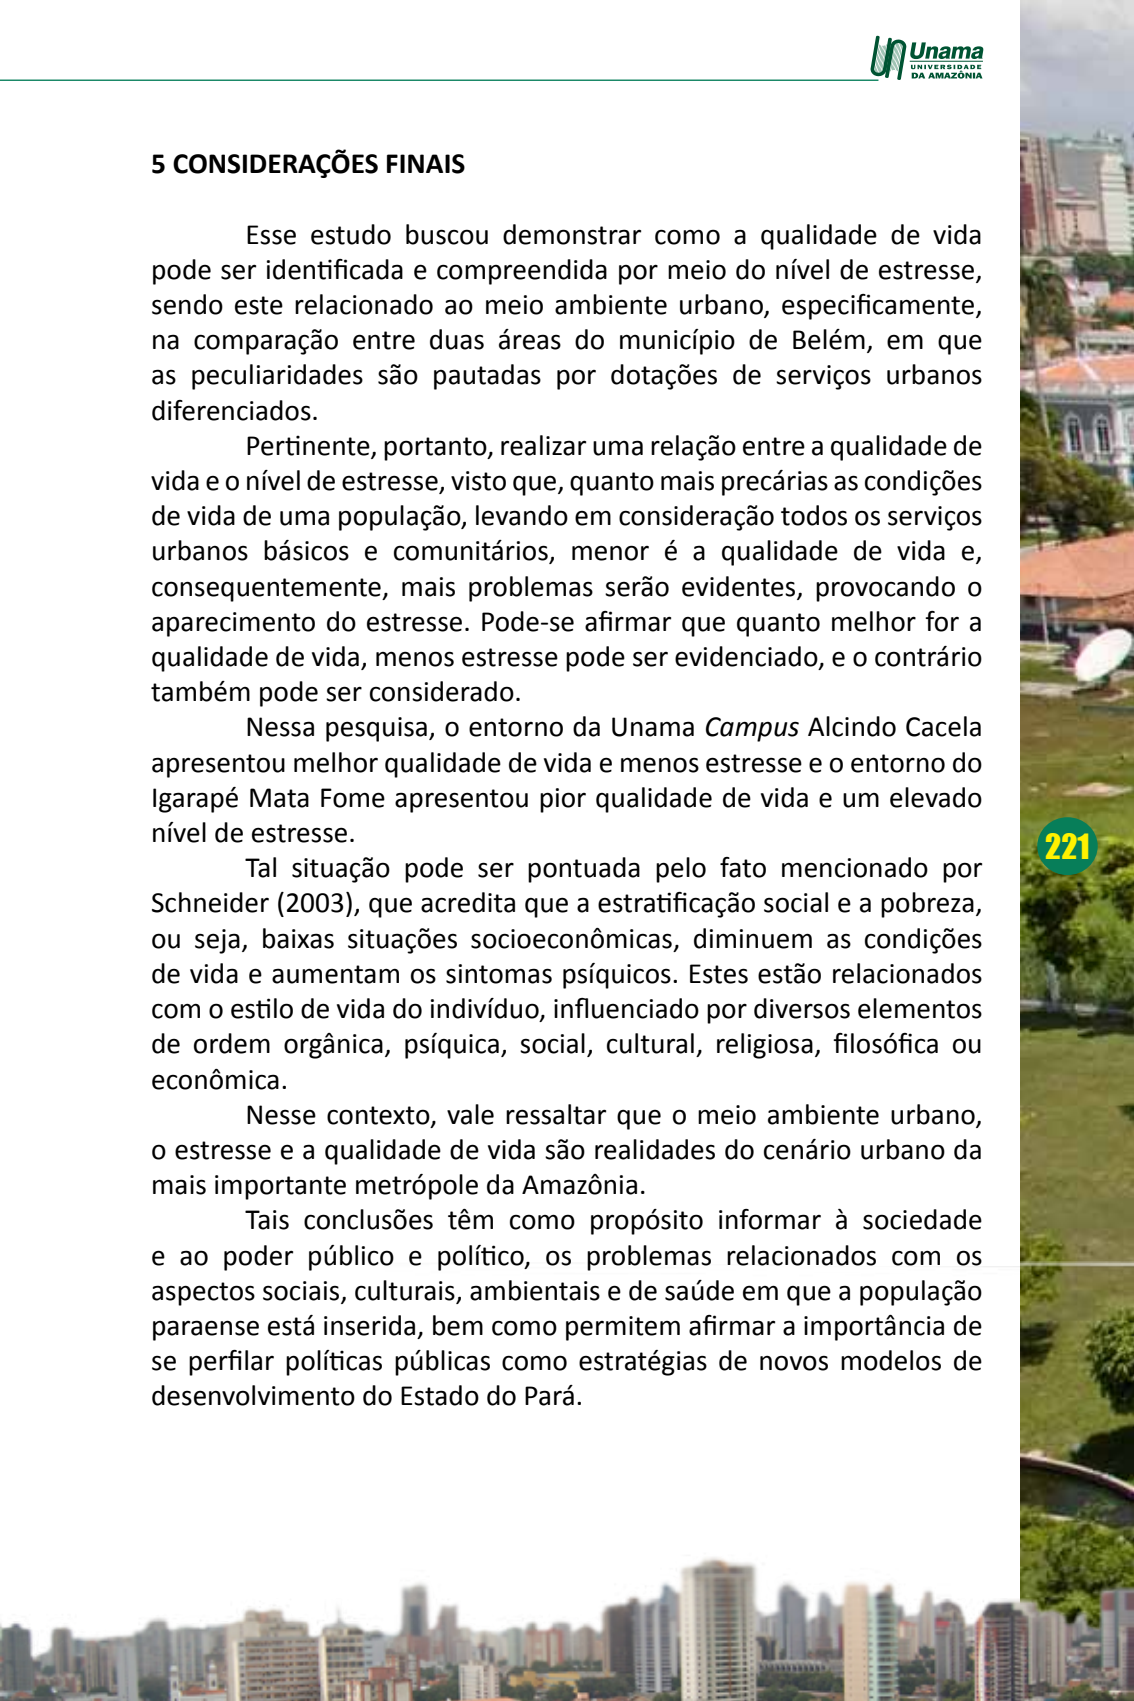 Unama
UNIVERSIDADE
DA AMAZÔNIA
5 CONSIDERAÇÕES FINAIS
Esse estudo buscou demonstrar como a qualidade de vida
pode ser identificada e compreendida por meio do nível de estresse,
sendo este relacionado ao meio ambiente urbano, especificamente,
na comparação entre duas áreas do município de Belém, em que
as peculiaridades são pautadas por dotações de serviços urbanos
diferenciados.
Pertinente, portanto, realizar uma relação entre a qualidade de
vida e o nível de estresse, visto que, quanto mais precárias as condições
de vida de uma população, levando em consideração todos os serviços
urbanos básicos e comunitários, menor é a qualidade de vida e,
consequentemente, mais problemas serão evidentes, provocando o
aparecimento do estresse. Pode-se afirmar que quanto melhor for a
qualidade de vida, menos estresse pode ser evidenciado, e o contrário
também pode ser considerado.
Nessa pesquisa, o entorno da Unama Campus Alcindo Cacela
apresentou melhor qualidade de vida e menos estresse e o entorno do
Igarapé Mata Fome apresentou pior qualidade de vida e um elevado
nível de estresse.
Tal situação pode ser pontuada pelo fato mencionado por
Schneider (2003), que acredita que a estratificação social e a pobreza,
ou seja, baixas situações socioeconômicas, diminuem as condições
de vida e aumentam os sintomas psíquicos. Estes estão relacionados
com o estilo de vida do indivíduo, influenciado por diversos elementos
de ordem orgânica, psíquica, social, cultural, religiosa, filosófica ou
econômica.
Nesse contexto, vale ressaltar que o meio ambiente urbano,
o estresse e a qualidade de vida são realidades do cenário urbano da
mais importante metrópole da Amazônia.
Tais conclusões têm como propósito informar à sociedade
e ao poder público e político, os problemas relacionados com os
aspectos sociais, culturais, ambientais e de saúde em que a população
paraense está inserida, bem como permitem afirmar a importância de
se perfilar políticas públicas como estratégias de novos modelos de
desenvolvimento do Estado do Pará.
221